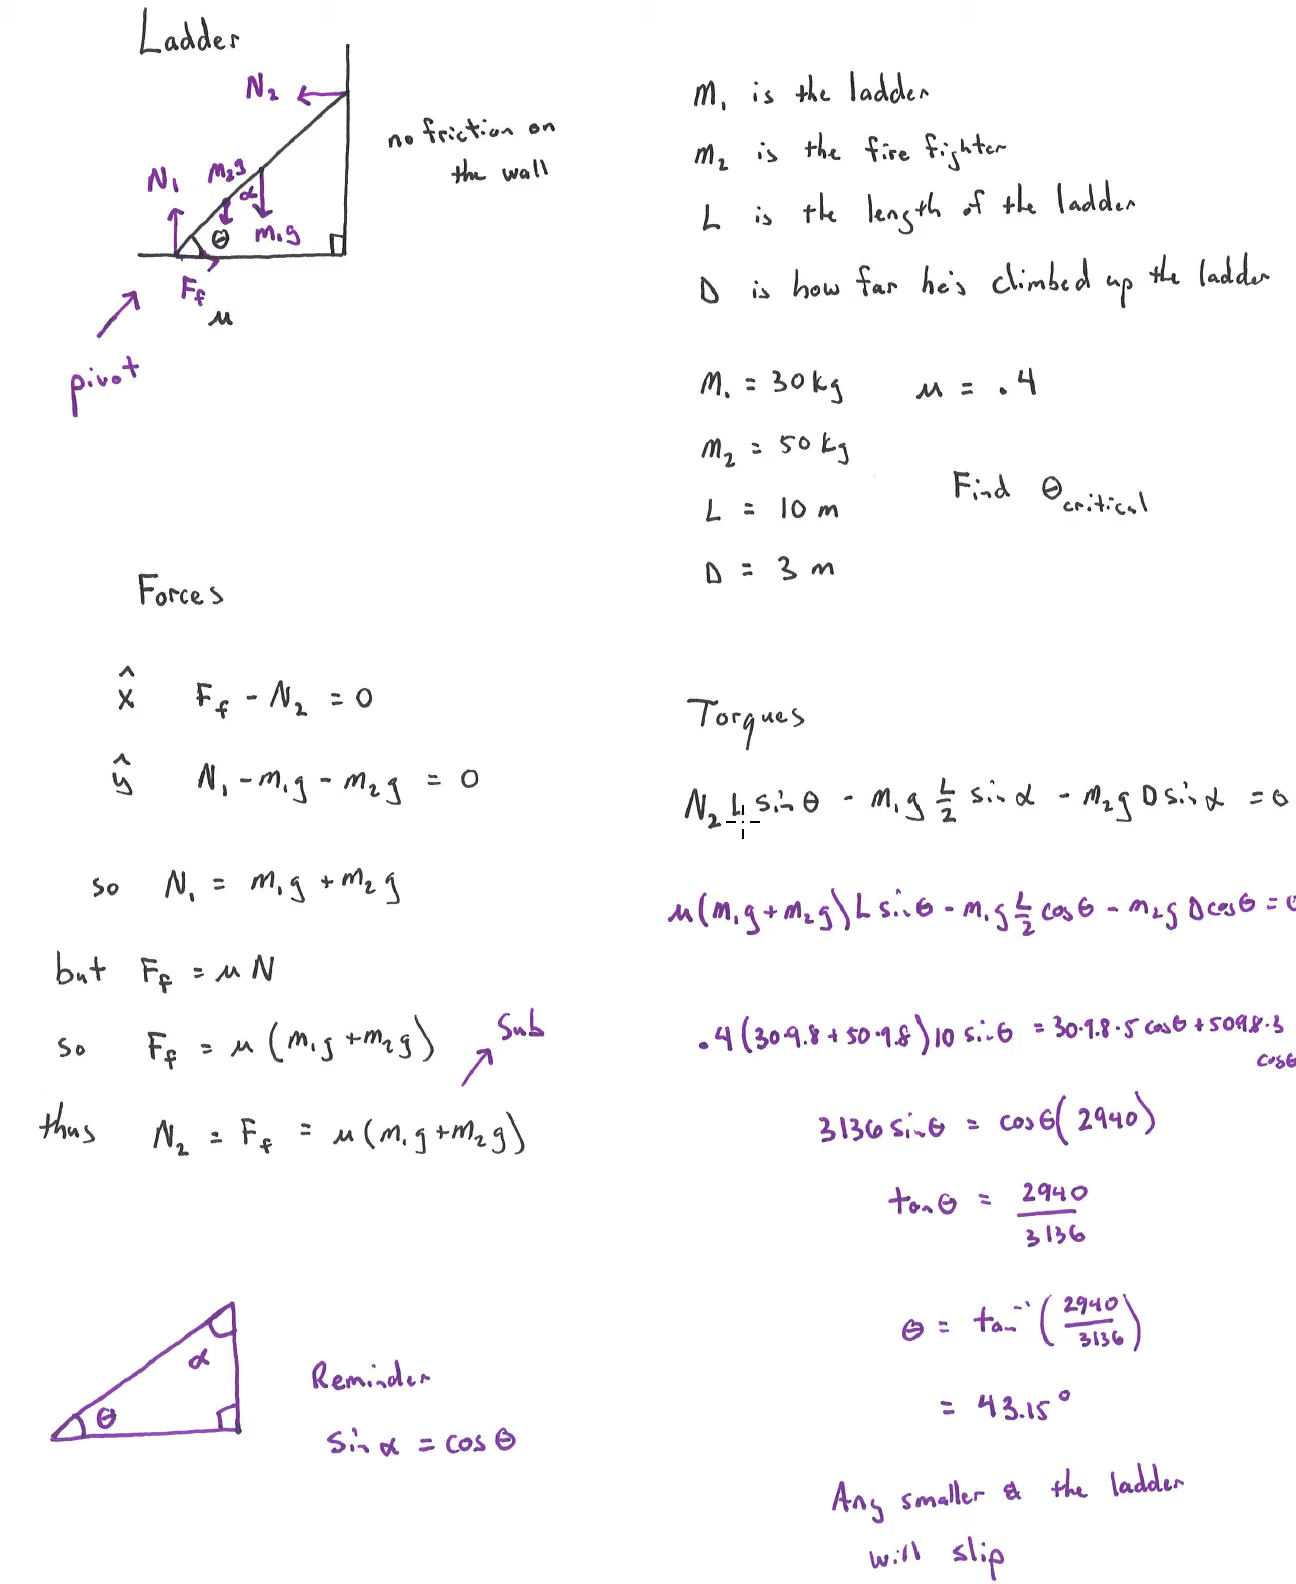 Ladder
N₂
no friction on
the wall
N₁
m₂g
α
θ
m₁g
F_f
μ
pivot
m₁ is the ladder
m₂ is the fire fighter
L is the length of the ladder
D is how far he's climbed up the ladder
m₁ = 30 kg μ = .4
m₂ = 50 kg
L = 10 m
D = 3 m
Find θ_critical
Forces
x̂ F_f - N₂ = 0
ŷ N₁ - m₁g - m₂g = 0
so N₁ = m₁g + m₂g
but F_f = μN
so F_f = μ(m₁g + m₂g)
Sub
thus N₂ = F_f = μ(m₁g + m₂g)
θ
α
Reminder
sin α = cos θ
Torques
N₂ L sin θ - m₁g L/2 sin α - m₂g D sin α = 0
μ(m₁g + m₂g) L sin θ - m₁g L/2 cos θ - m₂g D cos θ = 0
.4(30·9.8 + 50·9.8)10 sin θ = 30·9.8·5 cos θ + 509.8·3
cos θ
3136 sin θ = cos θ(2940)
tan θ = 2940/3136
θ = tan⁻¹(2940/3136)
= 43.15°
Any smaller & the ladder
will slip